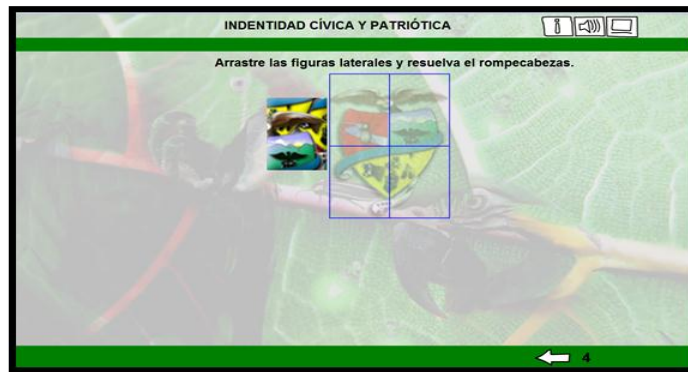 INDENTIDAD CÍVICA Y PATRIÓTICA
Arrastre las figuras laterales y resuelva el rompecabezas.
4